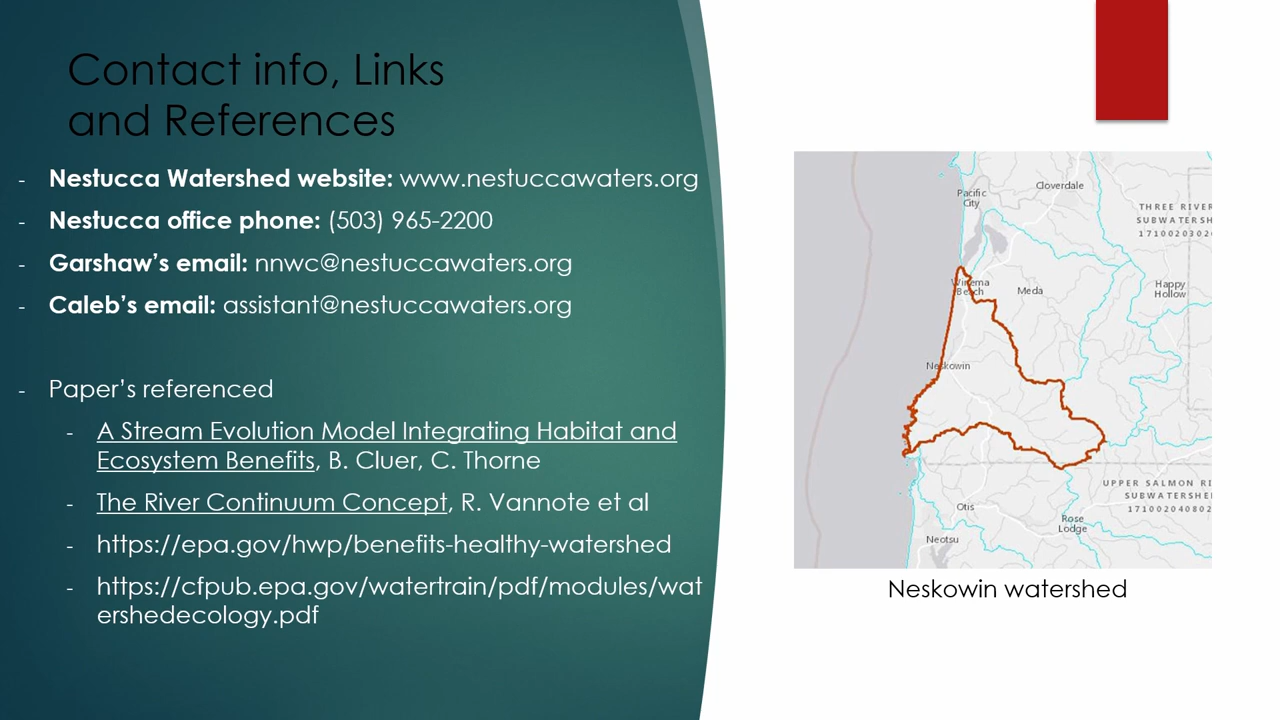 Contact info, Links
and References
- Nestucca Watershed website: www.nestuccawaters.org
- Nestucca office phone: (503) 965-2200
- Garshaw's email: nnwc@nestuccawaters.org
- Caleb's email: assistant@nestuccawaters.org
- Paper's referenced
- A Stream Evolution Model Integrating Habitat and
Ecosystem Benefits, B. Cluer, C. Thorne
- The River Continuum Concept, R. Vannote et al
- https://epa.gov/hwp/benefits-healthy-watershed
- https://cfpub.epa.gov/watertrain/pdf/modules/wat
ershedecology.pdf
Pacific
City
Cloverdale
THREE RIVER
SUBWATERSH
17100203020
Winema
Beach
Meda
Happy
Hollow
Neskowin
UPPER SALMON RI
SUBWATERSHE
171002040802
Otis
Rose
Lodge
Neotsu
Neskowin watershed